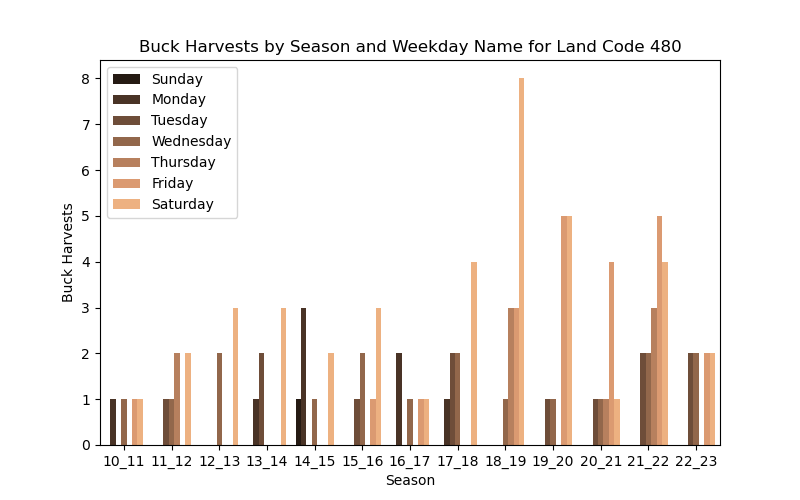 Buck Harvests by Season and Weekday Name for Land Code 480
Buck Harvests
8
7
6
5
4
3
2
1
0
Sunday
Monday
Tuesday
Wednesday
Thursday
Friday
Saturday
10_11 11_12 12_13 13_14 14_15 15_16 16_17 17_18 18_19 19_20 20_21 21_22 22_23
Season